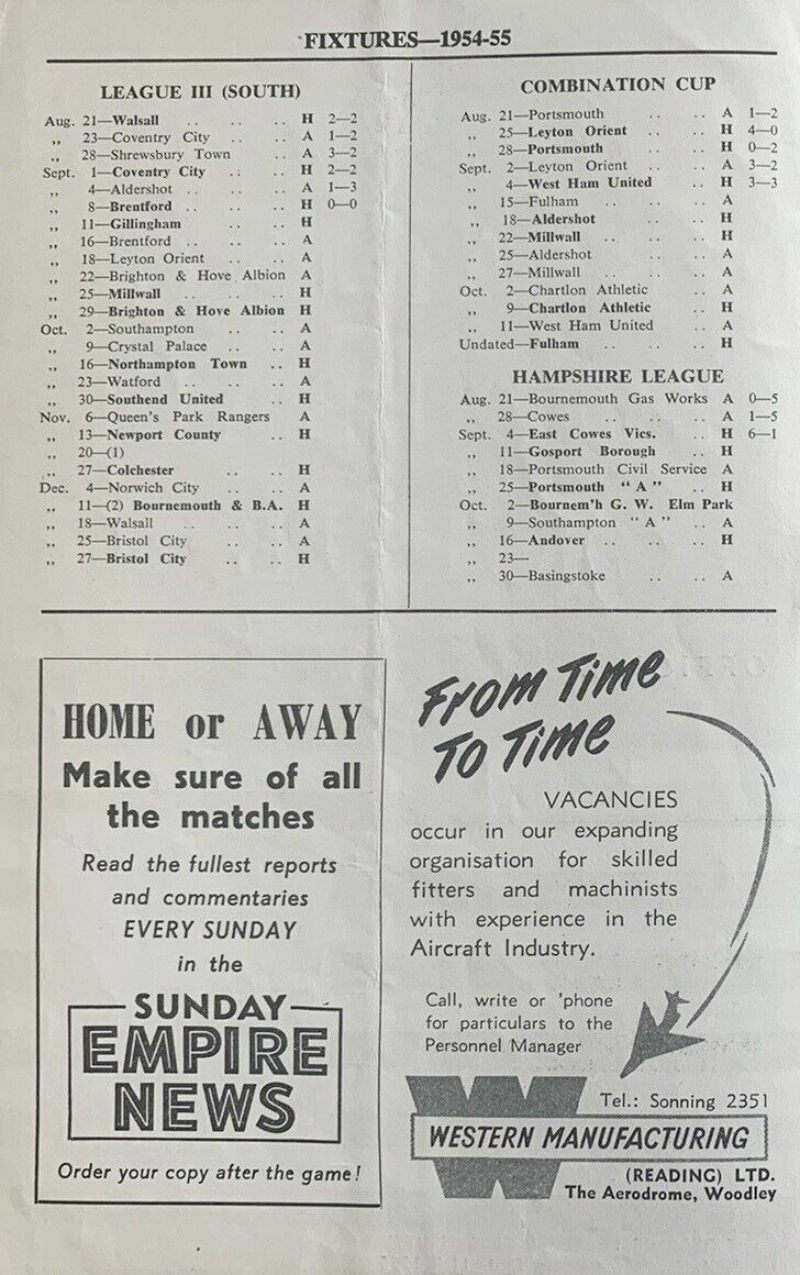 FIXTURES—1954-55
LEAGUE III (SOUTH)
Aug. 21—Walsall .. .. .. H 2—2
,, 23—Coventry City .. .. A 1—2
,, 28—Shrewsbury Town .. A 3—2
Sept. 1—Coventry City .. .. H 2—2
,, 4—Aldershot .. .. .. A 1—3
,, 8—Brentford .. .. .. H 0—0
,, 11—Gillingham .. .. H
,, 16—Brentford .. .. .. A
,, 18—Leyton Orient .. .. A
,, 22—Brighton & Hove Albion A
,, 25—Millwall .. .. .. H
,, 29—Brighton & Hove Albion H
Oct. 2—Southampton .. .. A
,, 9—Crystal Palace .. .. A
,, 16—Northampton Town .. H
,, 23—Watford .. .. .. A
,, 30—Southend United .. H
Nov. 6—Queen's Park Rangers A
,, 13—Newport County .. H
,, 20—(1)
,, 27—Colchester .. .. H
Dec. 4—Norwich City .. .. A
,, 11—(2) Bournemouth & B.A. H
,, 18—Walsall .. .. .. A
,, 25—Bristol City .. .. A
,, 27—Bristol City .. .. H
COMBINATION CUP
Aug. 21—Portsmouth .. .. A 1—2
,, 25—Leyton Orient .. .. H 4—0
,, 28—Portsmouth .. .. H 0—2
Sept. 2—Leyton Orient .. .. A 3—2
,, 4—West Ham United .. H 3—3
,, 15—Fulham .. .. .. A
,, 18—Aldershot .. .. H
,, 22—Millwall .. .. .. H
,, 25—Aldershot .. .. A
,, 27—Millwall .. .. .. A
Oct. 2—Chartlon Athletic .. A
,, 9—Chartlon Athletic .. H
,, 11—West Ham United .. A
Undated—Fulham .. .. .. H
HAMPSHIRE LEAGUE
Aug. 21—Bournemouth Gas Works A 0—5
,, 28—Cowes .. .. .. A 1—5
Sept. 4—East Cowes Vics. .. H 6—1
,, 11—Gosport Borough .. H
,, 18—Portsmouth Civil Service A
,, 25—Portsmouth “ A ” .. H
Oct. 2—Bournem'h G. W. Elm Park
,, 9—Southampton “ A ” .. A
,, 16—Andover .. .. .. H
,, 23—
,, 30—Basingstoke .. .. A
HOME or AWAY
Make sure of all
the matches
Read the fullest reports
and commentaries
EVERY SUNDAY
in the
SUNDAY
EMPIRE
NEWS
Order your copy after the game!
From Time
To Time
VACANCIES
occur in our expanding
organisation for skilled
fitters and machinists
with experience in the
Aircraft Industry.
Call, write or 'phone
for particulars to the
Personnel Manager
Tel.: Sonning 2351
WESTERN MANUFACTURING
(READING) LTD.
The Aerodrome, Woodley